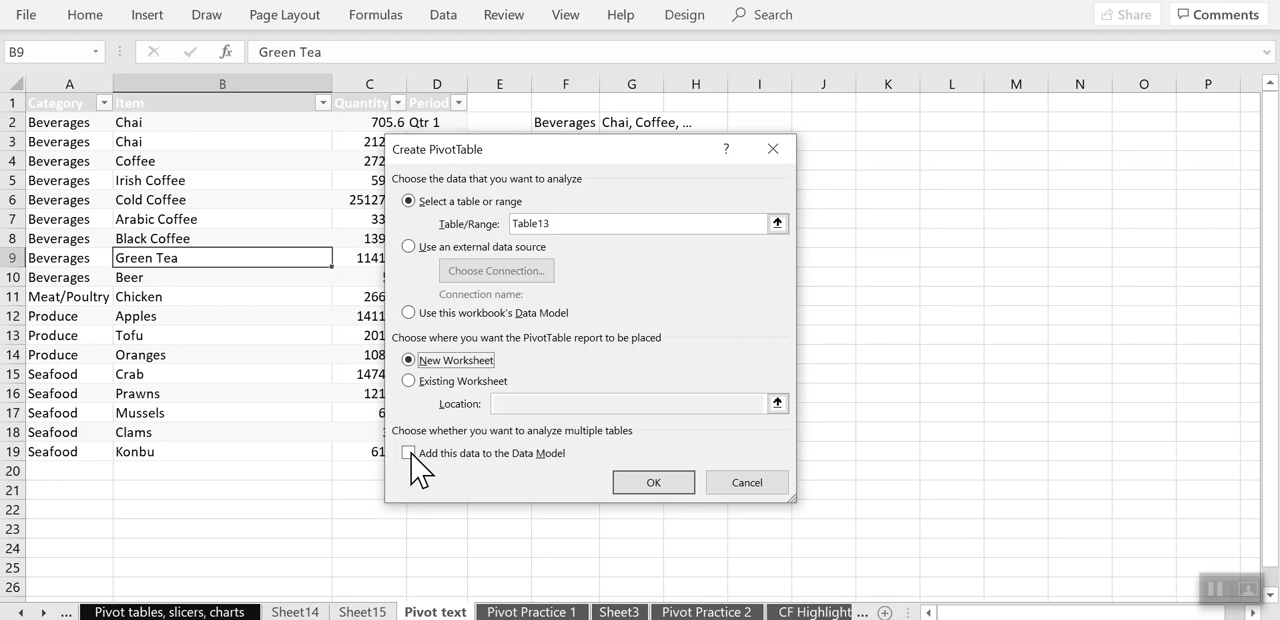 File Home Insert Draw Page Layout Formulas Data Review View Help Design Search Share Comments
B9 fx Green Tea
A B C D E F G H I J K L M N O P
1 Category Item Quantity Period
2 Beverages Chai 705.6 Qtr 1 Beverages Chai, Coffee, ...
3 Beverages Chai 212
4 Beverages Coffee 272
5 Beverages Irish Coffee 59
6 Beverages Cold Coffee 25127
7 Beverages Arabic Coffee 33
8 Beverages Black Coffee 139
9 Beverages Green Tea 1141
10 Beverages Beer
11 Meat/Poultry Chicken 266
12 Produce Apples 1411
13 Produce Tofu 201
14 Produce Oranges 108
15 Seafood Crab 1474
16 Seafood Prawns 121
17 Seafood Mussels 6
18 Seafood Clams
19 Seafood Konbu 61
20
21
22
23
24
25
26
Create PivotTable ?
Choose the data that you want to analyze
Select a table or range
Table/Range: Table13
Use an external data source
Choose Connection...
Connection name:
Use this workbook's Data Model
Choose where you want the PivotTable report to be placed
New Worksheet
Existing Worksheet
Location:
Choose whether you want to analyze multiple tables
Add this data to the Data Model
OK Cancel
... Pivot tables, slicers, charts Sheet14 Sheet15 Pivot text Pivot Practice 1 Sheet3 Pivot Practice 2 CF Highlight ...